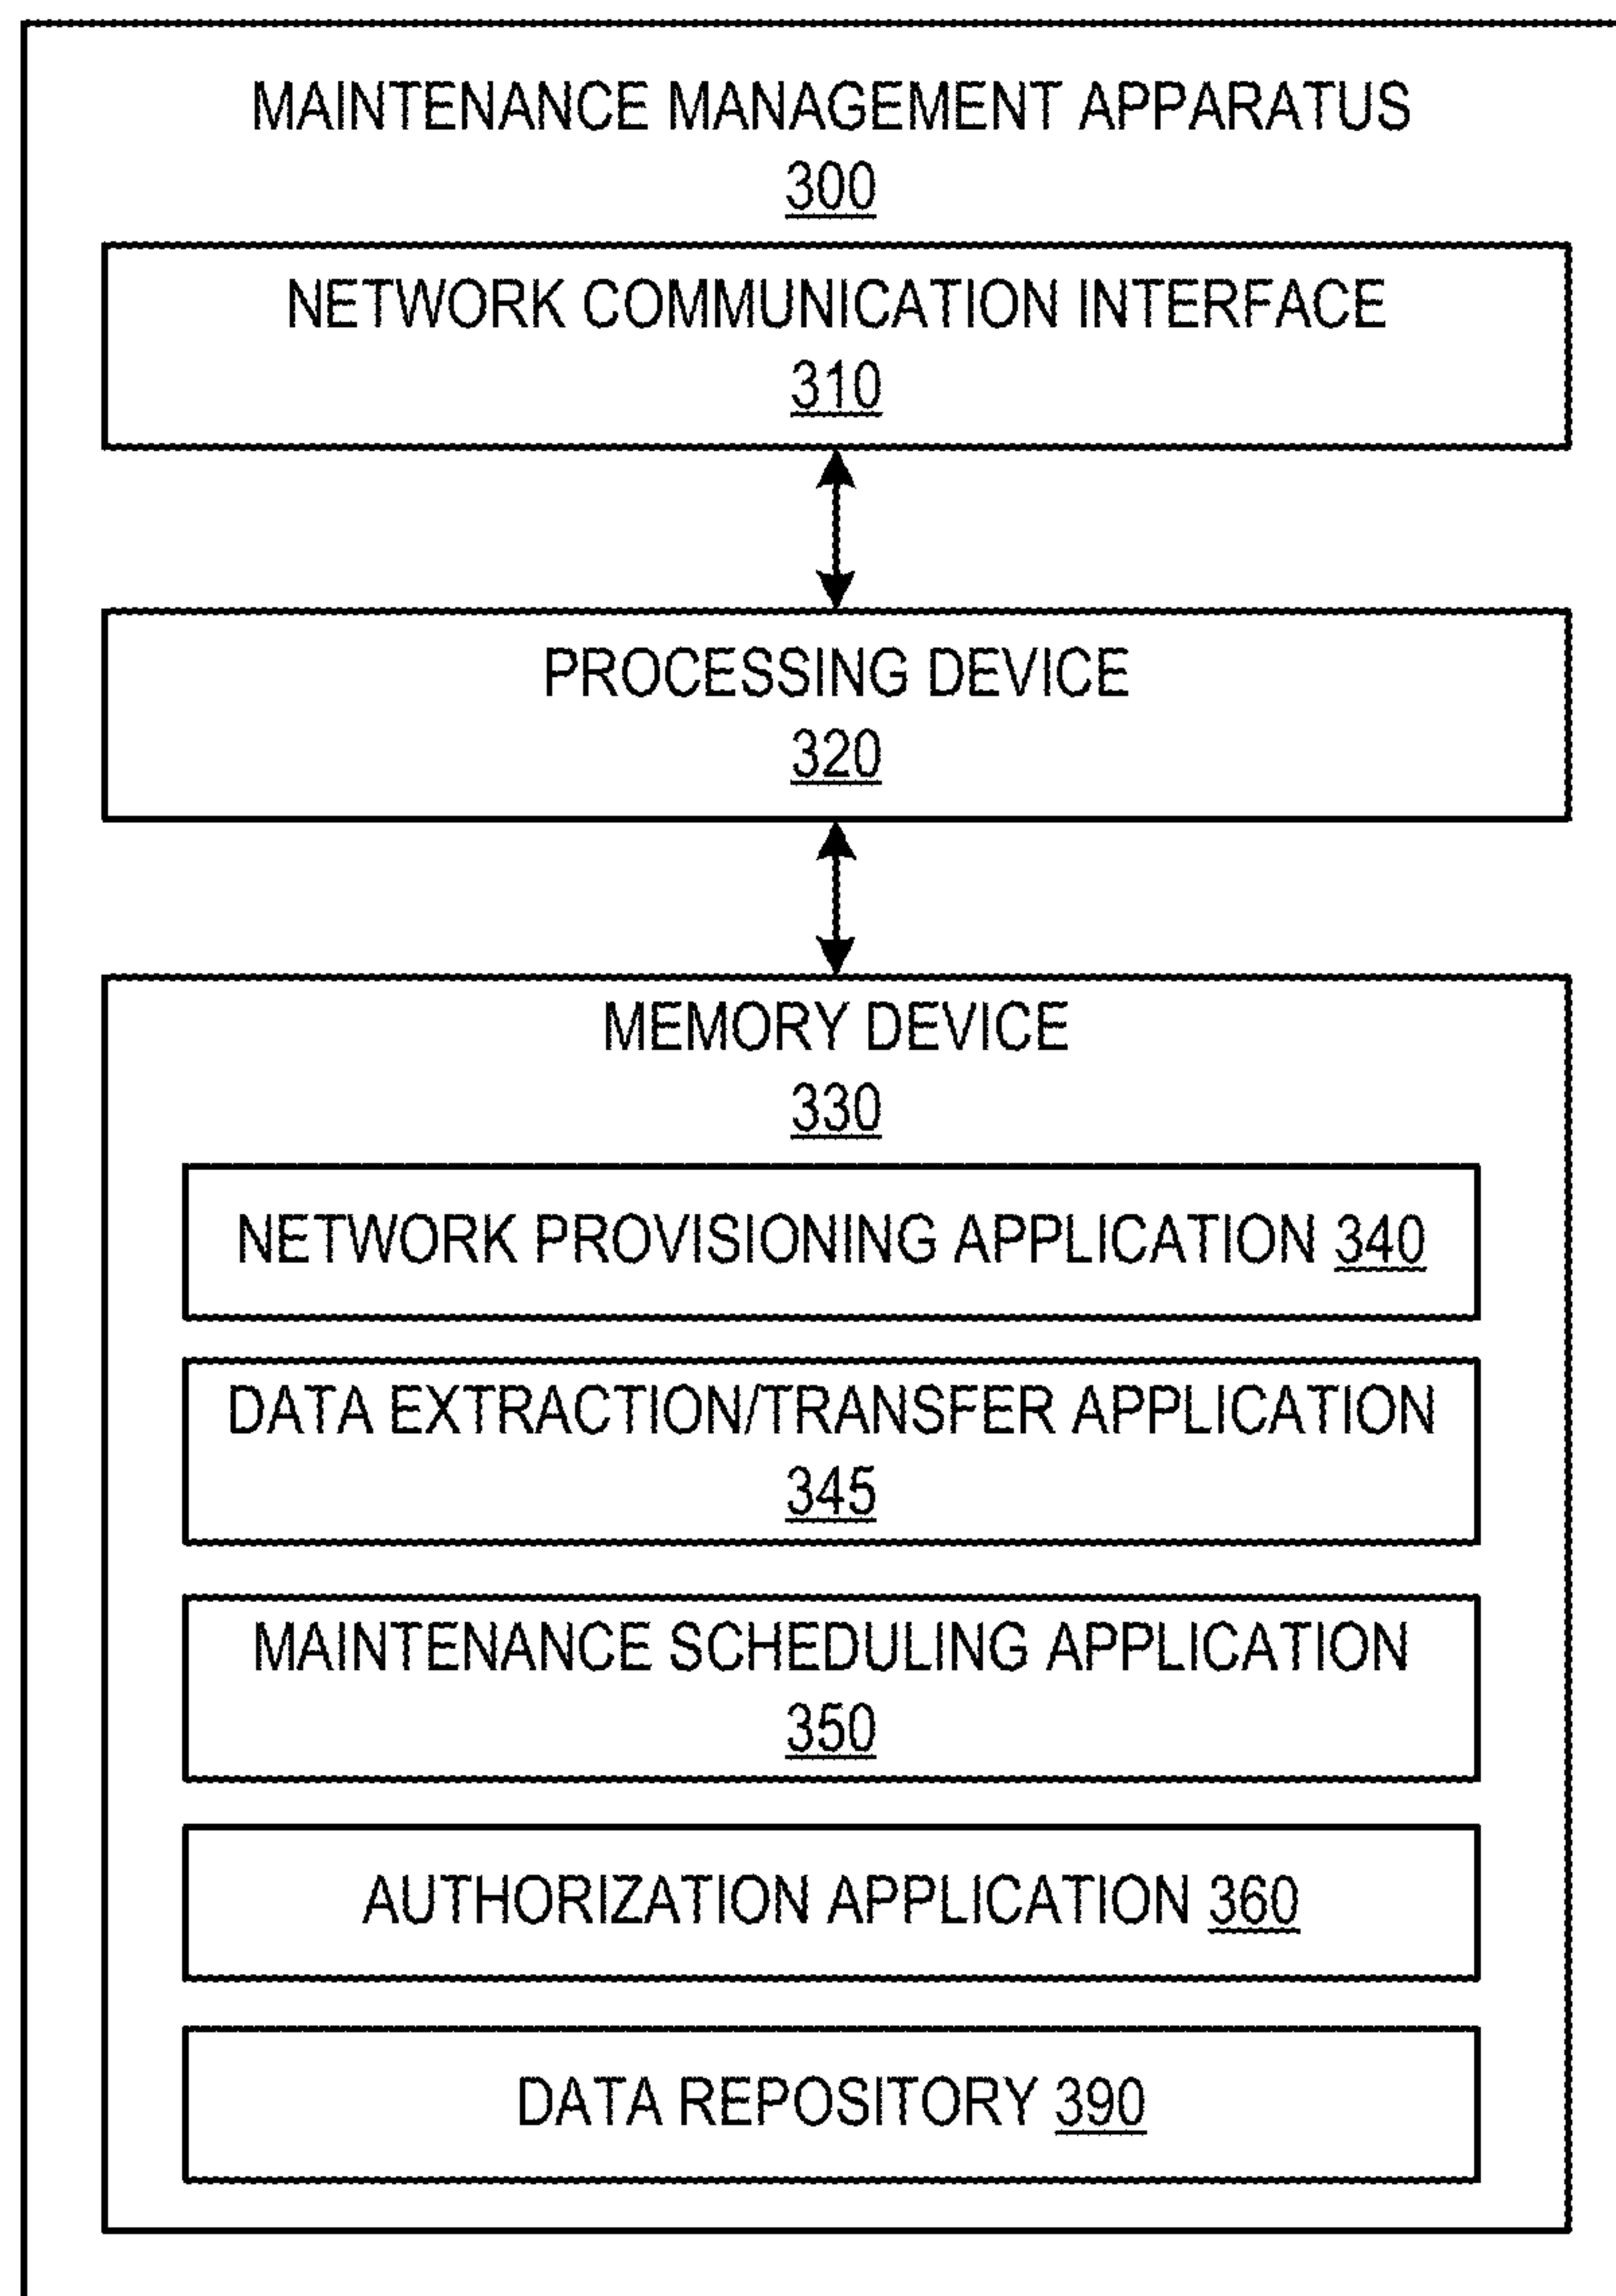 MAINTENANCE MANAGEMENT APPARATUS
300
NETWORK COMMUNICATION INTERFACE
310
PROCESSING DEVICE
320
MEMORY DEVICE
330
NETWORK PROVISIONING APPLICATION 340
DATA EXTRACTION/TRANSFER APPLICATION
345
MAINTENANCE SCHEDULING APPLICATION
350
AUTHORIZATION APPLICATION 360
DATA REPOSITORY 390